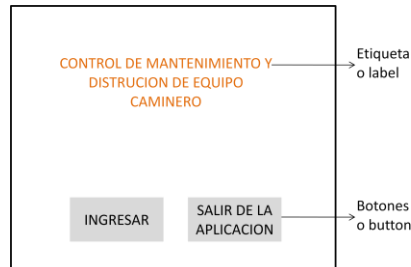 CONTROL DE MANTENIMIENTO Y
DISTRUCION DE EQUIPO
CAMINERO
Etiqueta
o label
INGRESAR
SALIR DE LA
APLICACION
Botones
o button